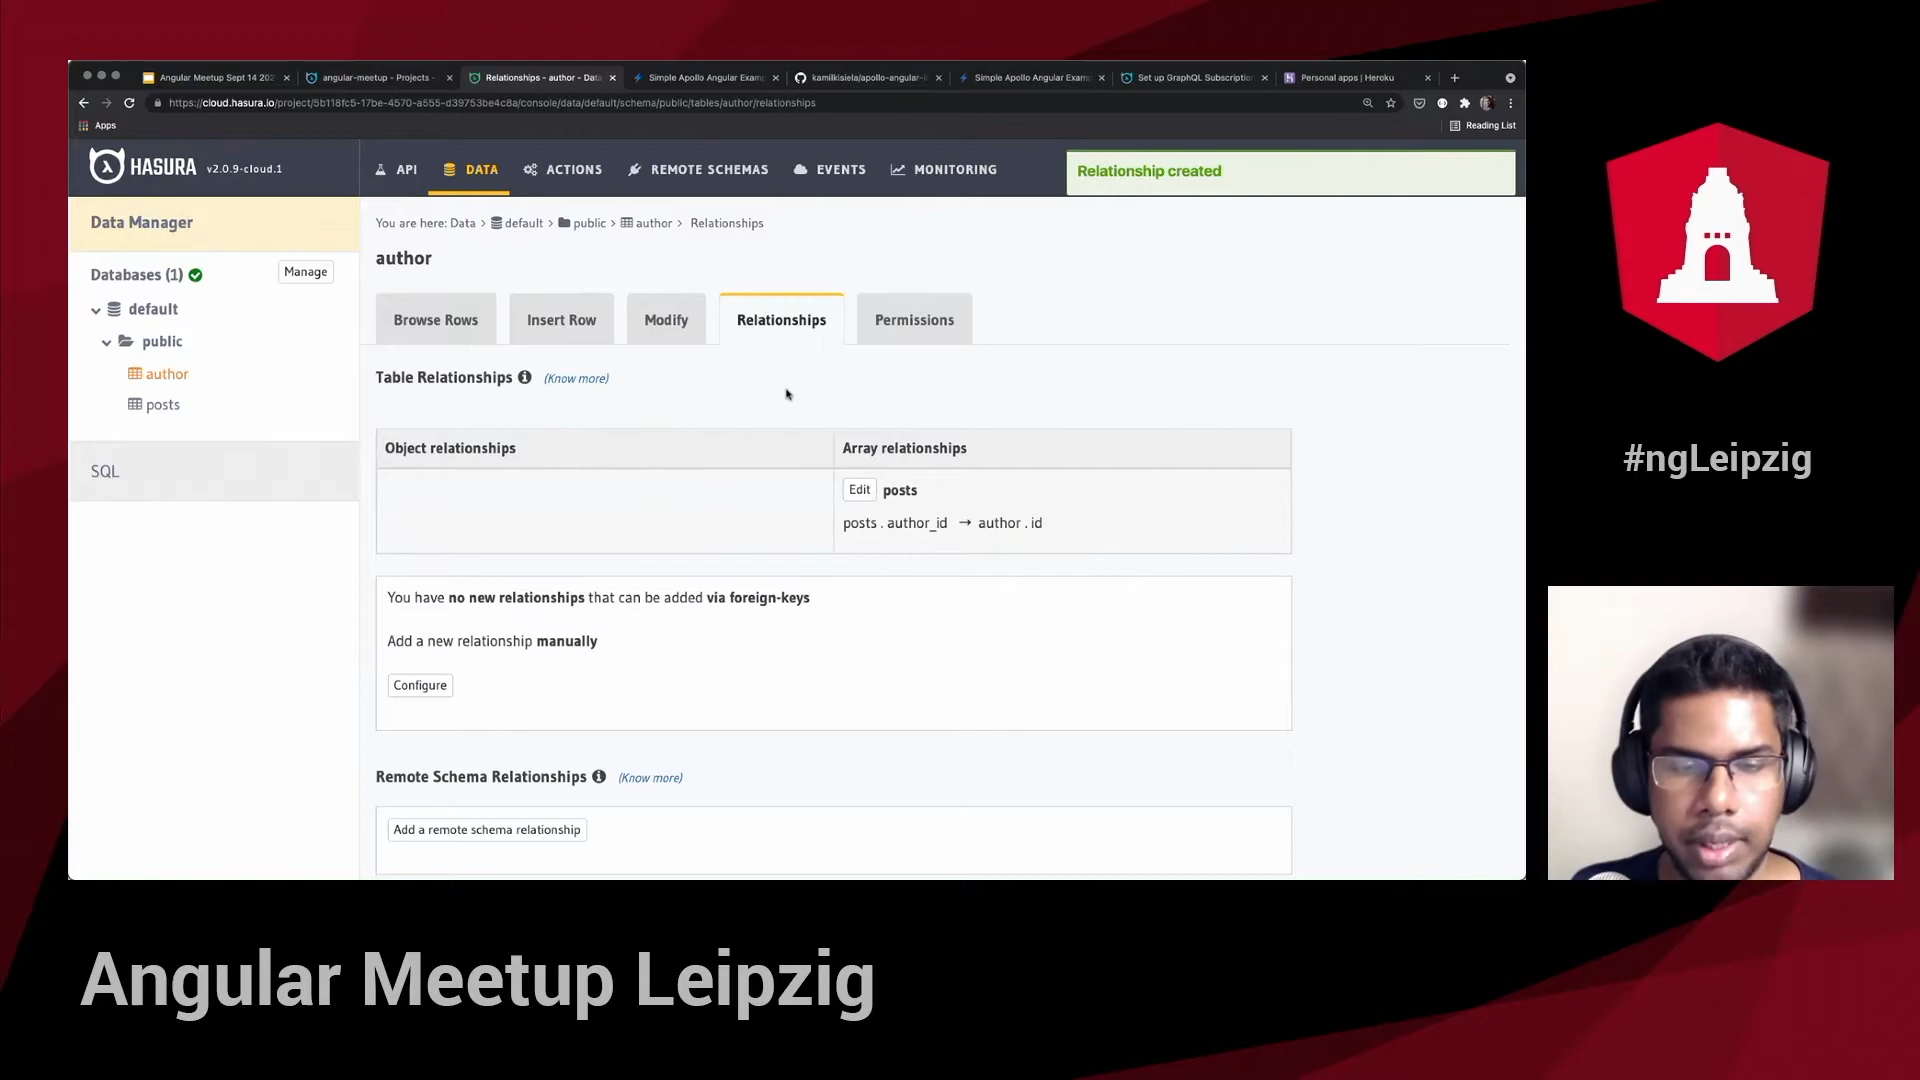 Angular Meetup Sept 14 202
angular-meetup - Projects -
Relationships - author - Data
Simple Apollo Angular Exam
kamilkisiela/apollo-angular-i
Simple Apollo Angular Exam
Set up GraphQL Subscription
Personal apps | Heroku
https://cloud.hasura.io/project/5b118fc5-17be-4570-a555-d39753be4c8a/console/data/default/schema/public/tables/author/relationships
Apps
Reading List
HASURA v2.0.9-cloud.1
API
DATA
ACTIONS
REMOTE SCHEMAS
EVENTS
MONITORING
Relationship created
Data Manager
Databases (1)
Manage
default
public
author
posts
SQL
You are here: Data > default > public > author > Relationships
author
Browse Rows
Insert Row
Modify
Relationships
Permissions
Table Relationships (Know more)
Object relationships
Array relationships
Edit posts
posts . author_id → author . id
You have no new relationships that can be added via foreign-keys
Add a new relationship manually
Configure
Remote Schema Relationships (Know more)
Add a remote schema relationship
#ngLeipzig
Angular Meetup Leipzig